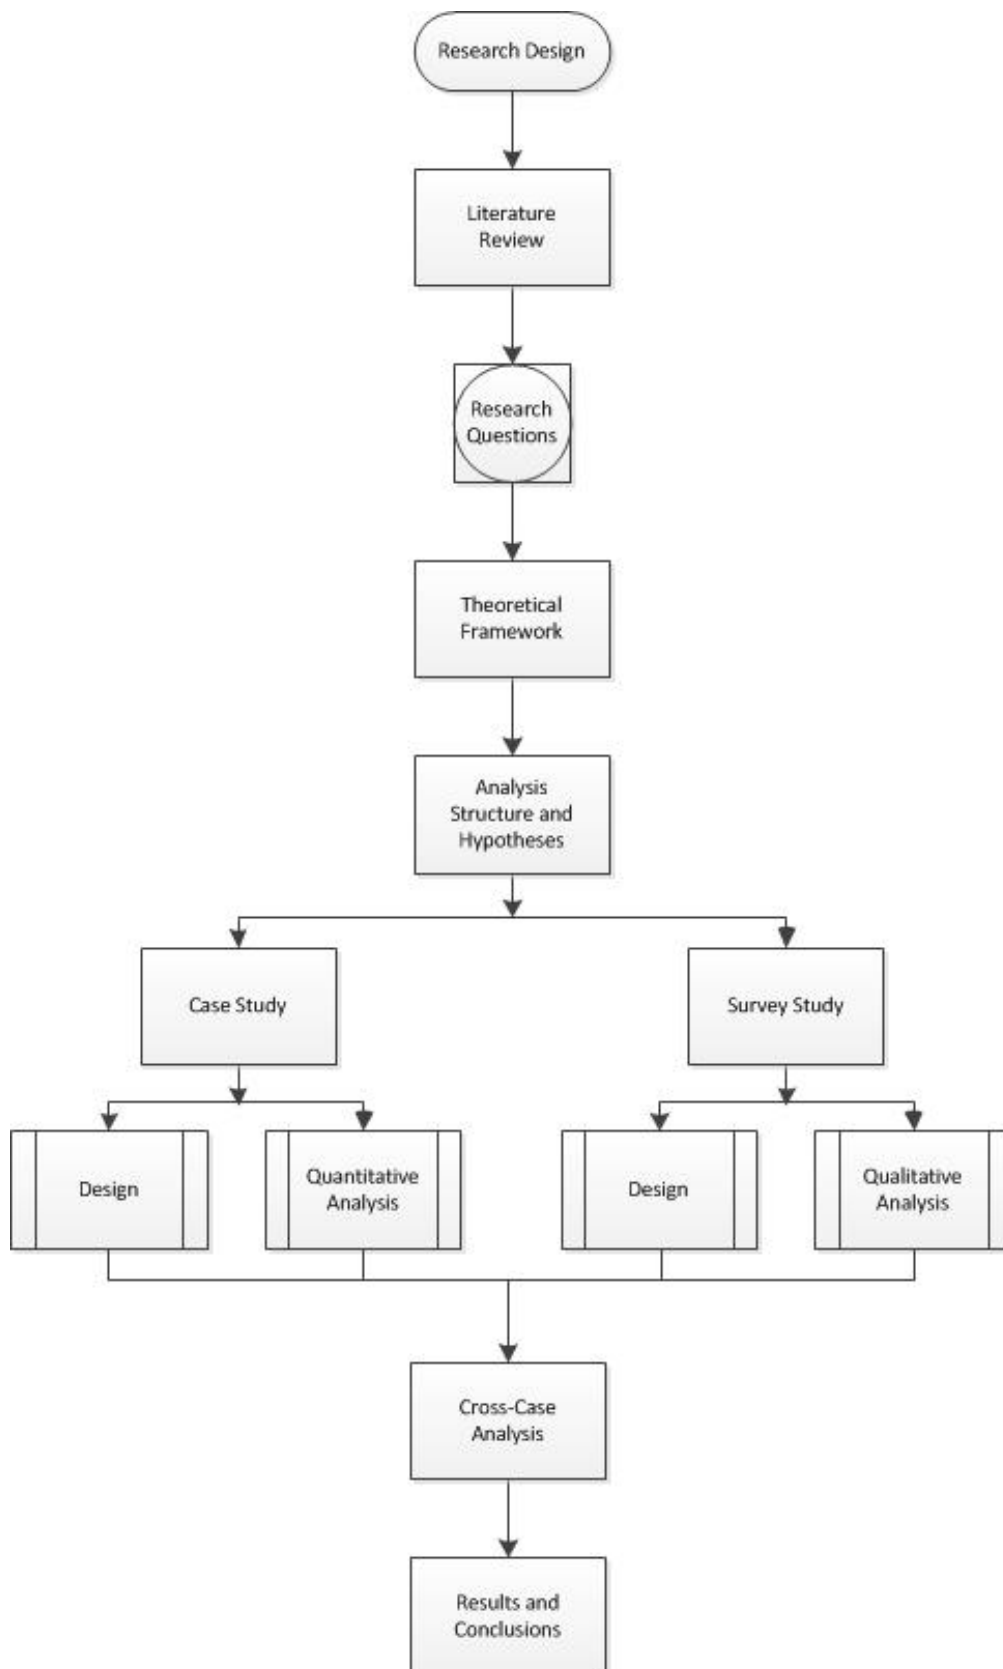 Research Design
Literature
Review
Research
Questions
Theoretical
Framework
Analysis
Structure and
Hypotheses
Case Study
Survey Study
Design
Quantitative
Analysis
Design
Qualitative
Analysis
Cross-Case
Analysis
Results and
Conclusions